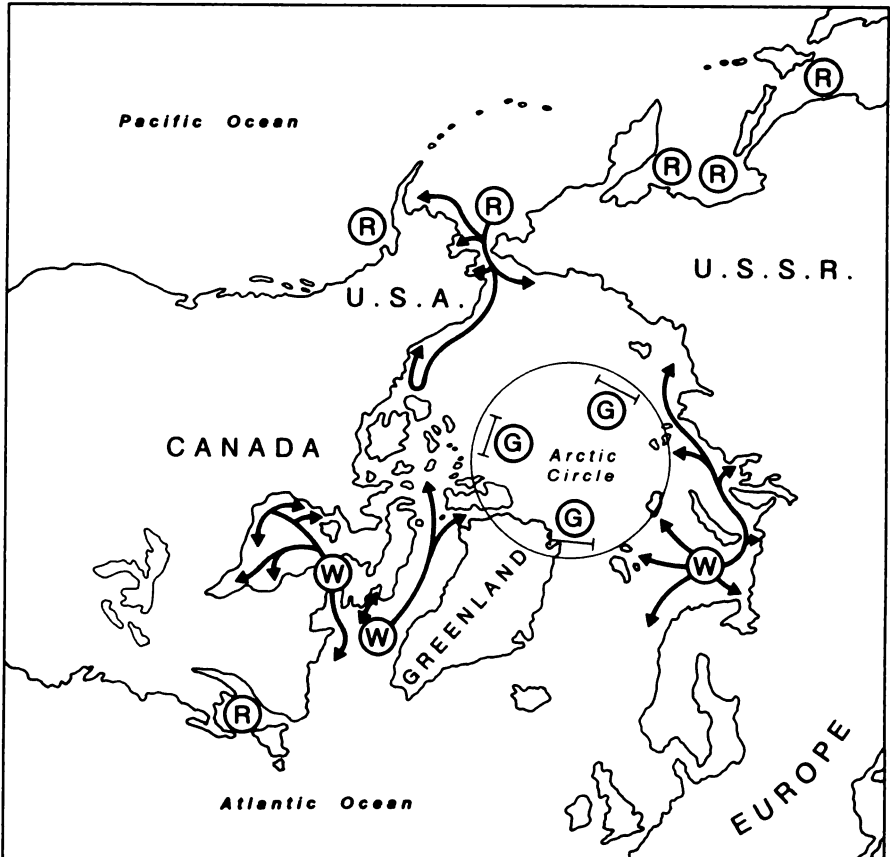 R
Pacific Ocean
R
R
R
R
U.S.S.R.
U.S.A.
G
G
CANADA
Arctic
Circle
G
W
W
GREENLAND
W
R
EUROPE
Atlantic Ocean